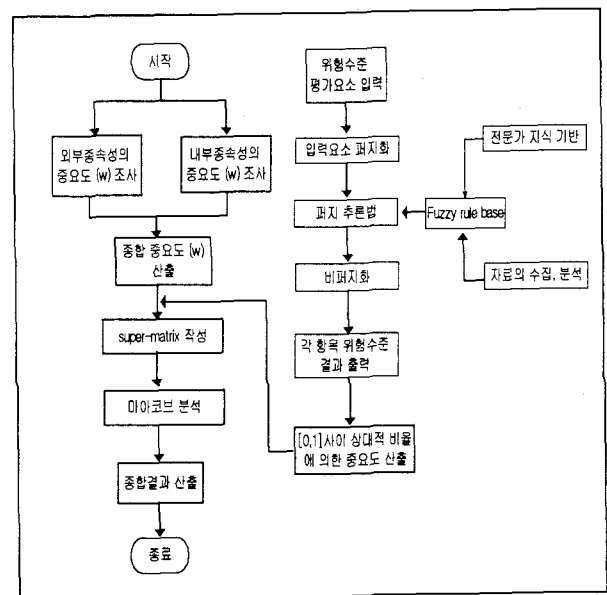 시작
외부종속성의
중요도 (w) 조사
내부종속성의
중요도 (w) 조사
종합 중요도 (w)
산출
super-matrix 작성
마아코브 분석
종합결과 산출
종료
위험수준
평가요소 입력
입력요소 퍼지화
퍼지 추론법
비퍼지화
각 항목 위험수준
결과 출력
[0,1]사이 상대적 비율
에 의한 중요도 산출
전문가 지식 기반
Fuzzy rule base
자료의 수집, 분석